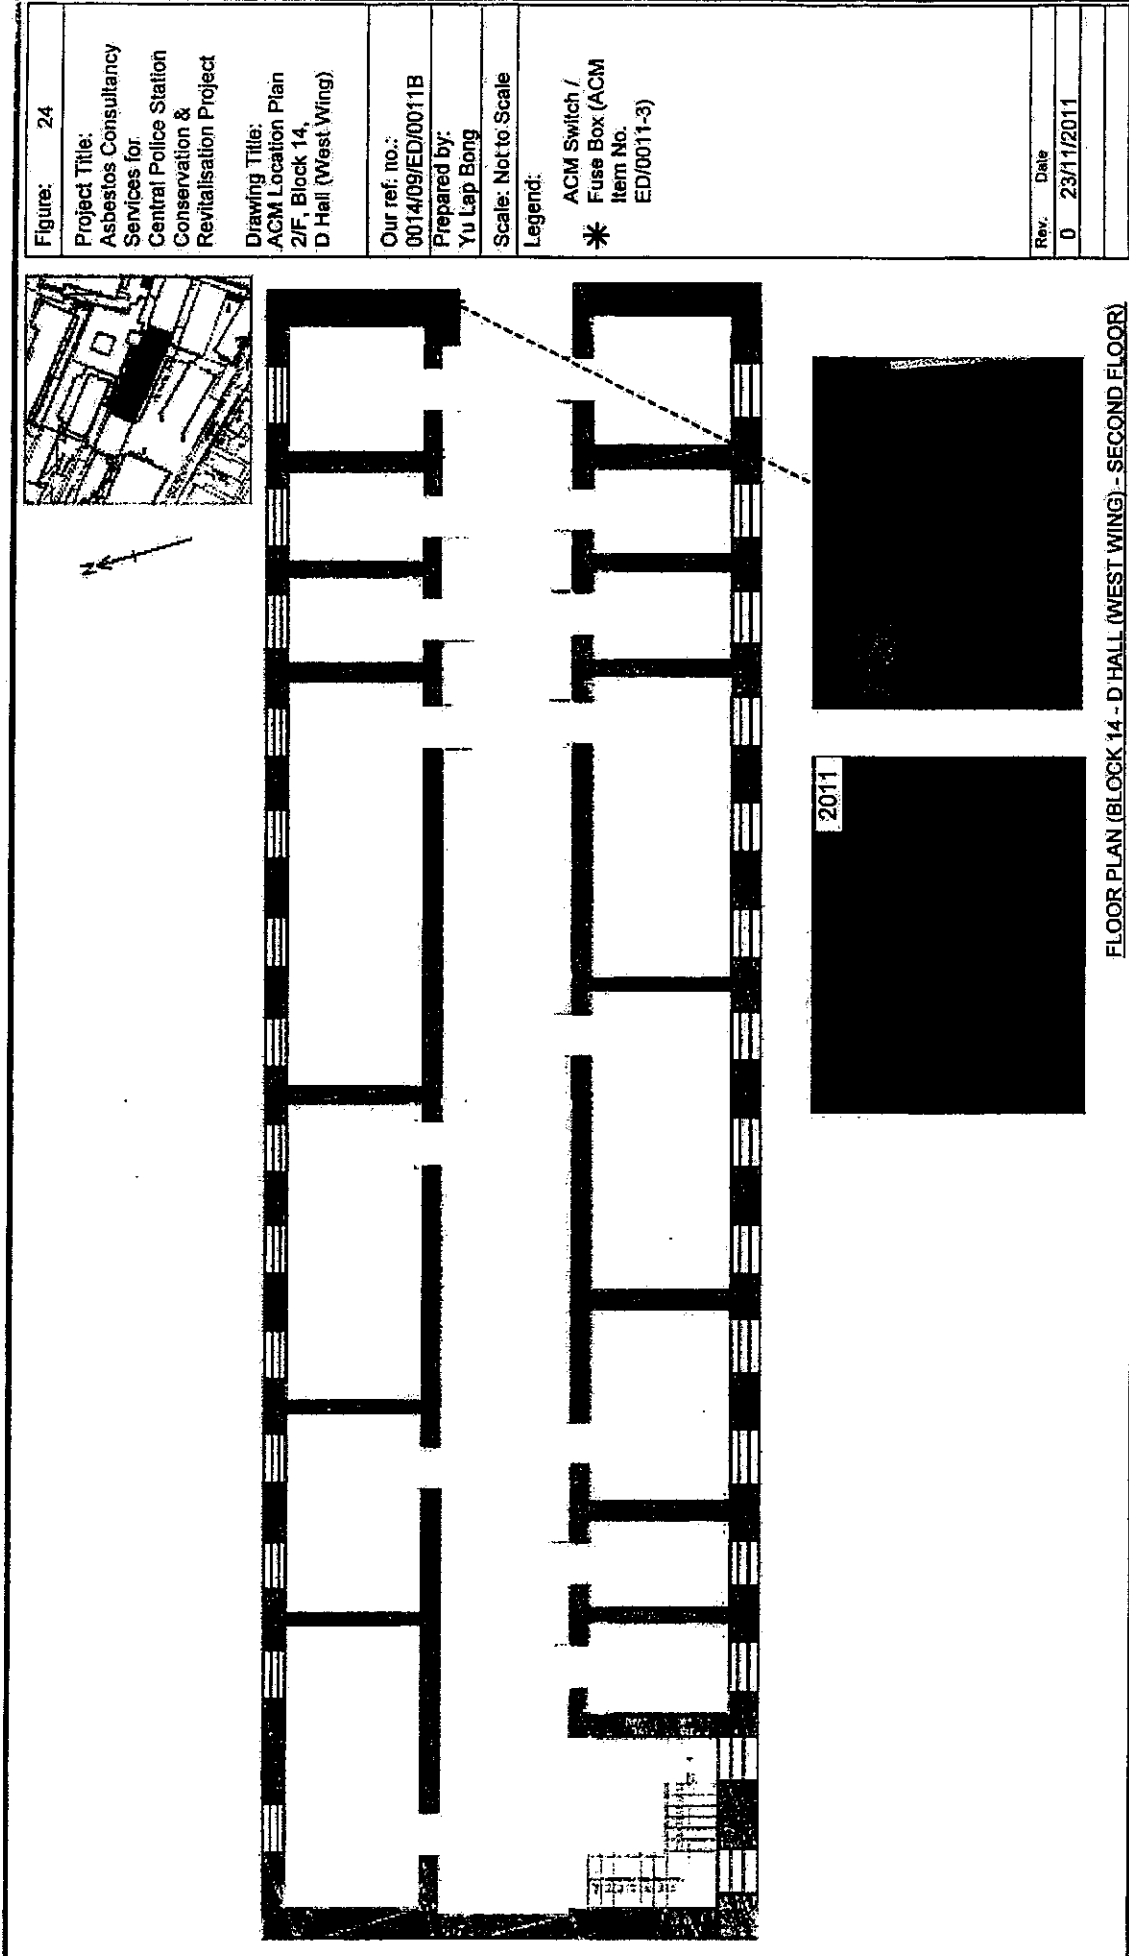 Figure: 24
Project Title:
Asbestos Consultancy
Services for
Central Police Station
Conservation &
Revitalisation Project
Drawing Title:
ACM Location Plan
2/F, Block 14,
D Hall (West Wing)
Our ref. no.:
0014/09/ED/0011B
Prepared by:
Yu Lap Bong
Scale: Not to Scale
Legend:
ACM Switch /
Fuse Box (ACM
Item No.
ED/0011-3)
Rev. Date
0 23/11/2011
N
2011
FLOOR PLAN (BLOCK 14 - D HALL (WEST WING) - SECOND FLOOR)